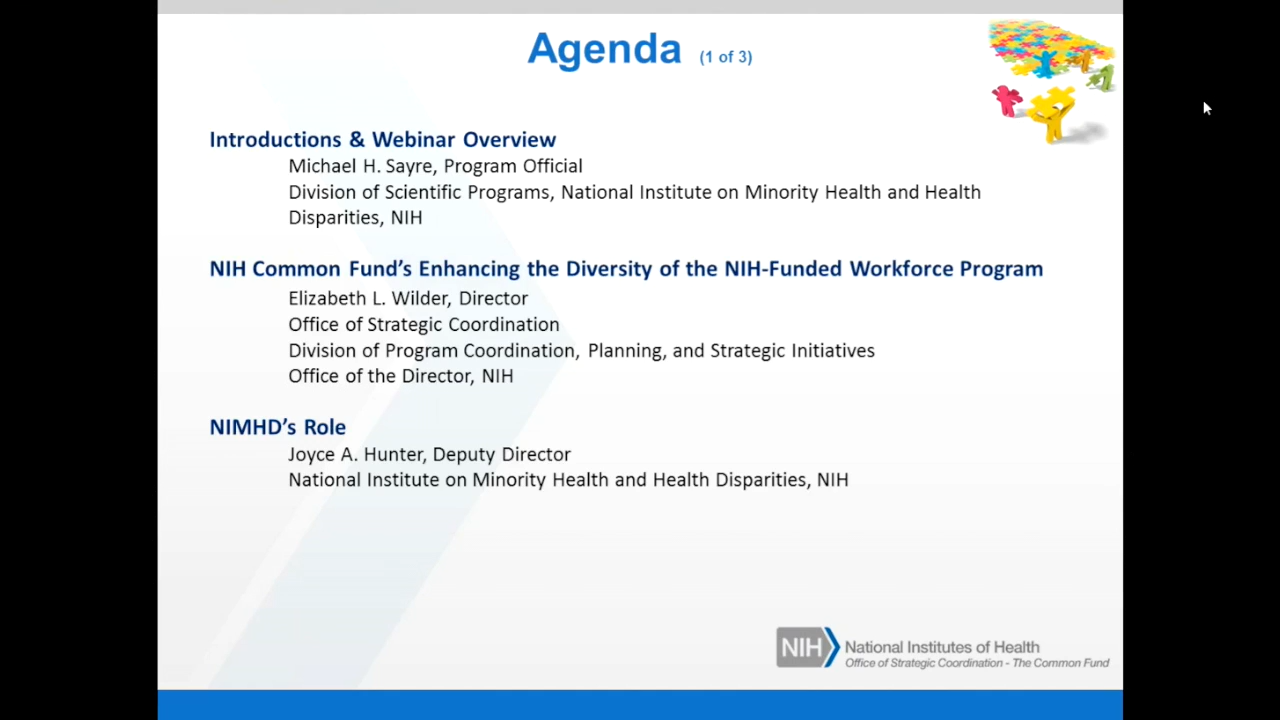 Agenda (1 of 3)
Introductions & Webinar Overview
Michael H. Sayre, Program Official
Division of Scientific Programs, National Institute on Minority Health and Health
Disparities, NIH
NIH Common Fund’s Enhancing the Diversity of the NIH-Funded Workforce Program
Elizabeth L. Wilder, Director
Office of Strategic Coordination
Division of Program Coordination, Planning, and Strategic Initiatives
Office of the Director, NIH
NIMHD’s Role
Joyce A. Hunter, Deputy Director
National Institute on Minority Health and Health Disparities, NIH
NIH National Institutes of Health
Office of Strategic Coordination - The Common Fund